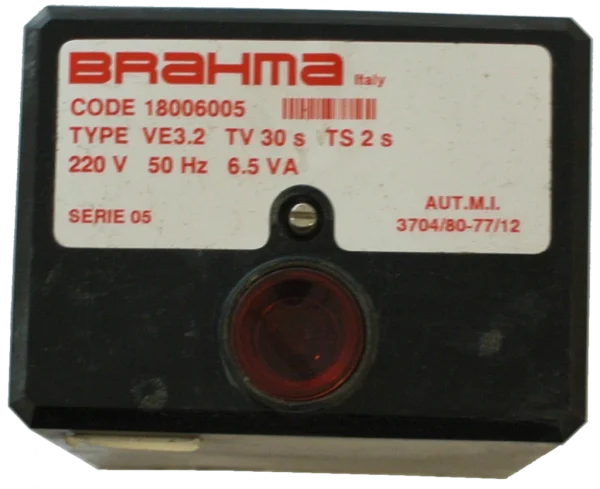 BRAHMA Italy
CODE 18006005
TYPE VE3.2 TV 30 s TS 2 s
220 V 50 Hz 6.5 VA
SERIE 05
AUT.M.I.
3704/80-77/12